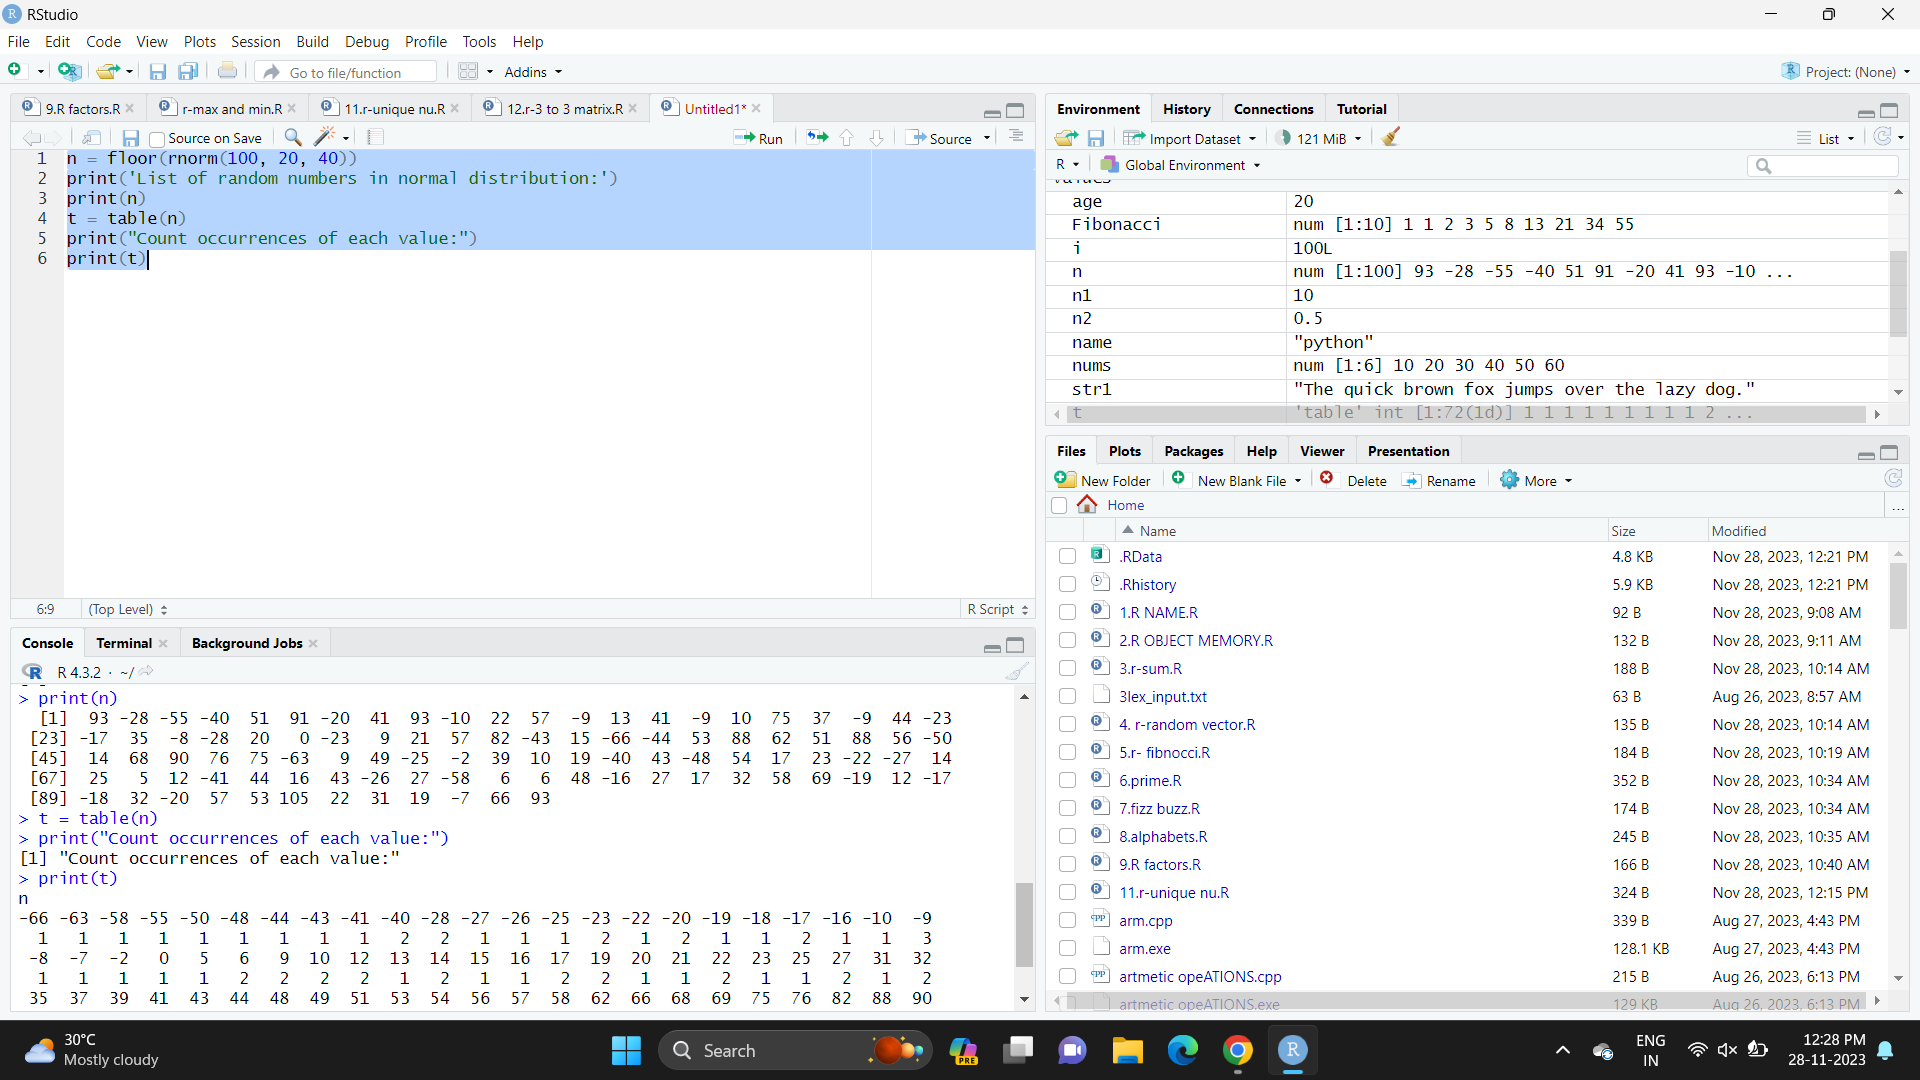 RStudio
File Edit Code View Plots Session Build Debug Profile Tools Help
Go to file/function Addins Project: (None)
9.R factors.R r-max and min.R 11.r-unique nu.R 12.r-3 to 3 matrix.R Untitled1*
Source on Save Run Source
1 n = floor(rnorm(100, 20, 40))
2 print('List of random numbers in normal distribution:')
3 print(n)
4 t = table(n)
5 print("Count occurrences of each value:")
6 print(t)
6:9 (Top Level) R Script
Console Terminal Background Jobs
R 4.3.2 · ~/
> print(n)
[1] 93 -28 -55 -40 51 91 -20 41 93 -10 22 57 -9 13 41 -9 10 75 37 -9 44 -23
[23] -17 35 -8 -28 20 0 -23 9 21 57 82 -43 15 -66 -44 53 88 62 51 88 56 -50
[45] 14 68 90 76 75 -63 9 49 -25 -2 39 10 19 -40 43 -48 54 17 23 -22 -27 14
[67] 25 5 12 -41 44 16 43 -26 27 -58 6 6 48 -16 27 17 32 58 69 -19 12 -17
[89] -18 32 -20 57 53 105 22 31 19 -7 66 93
> t = table(n)
> print("Count occurrences of each value:")
[1] "Count occurrences of each value:"
> print(t)
n
-66 -63 -58 -55 -50 -48 -44 -43 -41 -40 -28 -27 -26 -25 -23 -22 -20 -19 -18 -17 -16 -10 -9
1 1 1 1 1 1 1 1 1 2 2 1 1 1 2 1 2 1 1 2 1 1 3
-8 -7 -2 0 5 6 9 10 12 13 14 15 16 17 19 20 21 22 23 25 27 31 32
1 1 1 1 1 2 2 2 2 1 2 1 1 2 2 1 1 2 1 1 2 1 2
35 37 39 41 43 44 48 49 51 53 54 56 57 58 62 66 68 69 75 76 82 88 90
Environment History Connections Tutorial
Import Dataset 121 MiB List
R Global Environment
age 20
Fibonacci num [1:10] 1 1 2 3 5 8 13 21 34 55
i 100L
n num [1:100] 93 -28 -55 -40 51 91 -20 41 93 -10 ...
n1 10
n2 0.5
name "python"
nums num [1:6] 10 20 30 40 50 60
str1 "The quick brown fox jumps over the lazy dog."
t 'table' int [1:72(1d)] 1 1 1 1 1 1 1 1 1 2 ...
Files Plots Packages Help Viewer Presentation
New Folder New Blank File Delete Rename More
Home ...
Name Size Modified
.RData 4.8 KB Nov 28, 2023, 12:21 PM
.Rhistory 5.9 KB Nov 28, 2023, 12:21 PM
1.R NAME.R 92 B Nov 28, 2023, 9:08 AM
2.R OBJECT MEMORY.R 132 B Nov 28, 2023, 9:11 AM
3.r-sum.R 188 B Nov 28, 2023, 10:14 AM
3lex_input.txt 63 B Aug 26, 2023, 8:57 AM
4. r-random vector.R 135 B Nov 28, 2023, 10:14 AM
5.r- fibnocci.R 184 B Nov 28, 2023, 10:19 AM
6.prime.R 352 B Nov 28, 2023, 10:34 AM
7.fizz buzz.R 174 B Nov 28, 2023, 10:34 AM
8.alphabets.R 245 B Nov 28, 2023, 10:35 AM
9.R factors.R 166 B Nov 28, 2023, 10:40 AM
11.r-unique nu.R 324 B Nov 28, 2023, 12:15 PM
arm.cpp 339 B Aug 27, 2023, 4:43 PM
arm.exe 128.1 KB Aug 27, 2023, 4:43 PM
artmetic opeATIONS.cpp 215 B Aug 26, 2023, 6:13 PM
artmetic opeATIONS.exe 129 KB Aug 26, 2023, 6:13 PM
30°C
Mostly cloudy
Search
PRE
ENG
IN
12:28 PM
28-11-2023